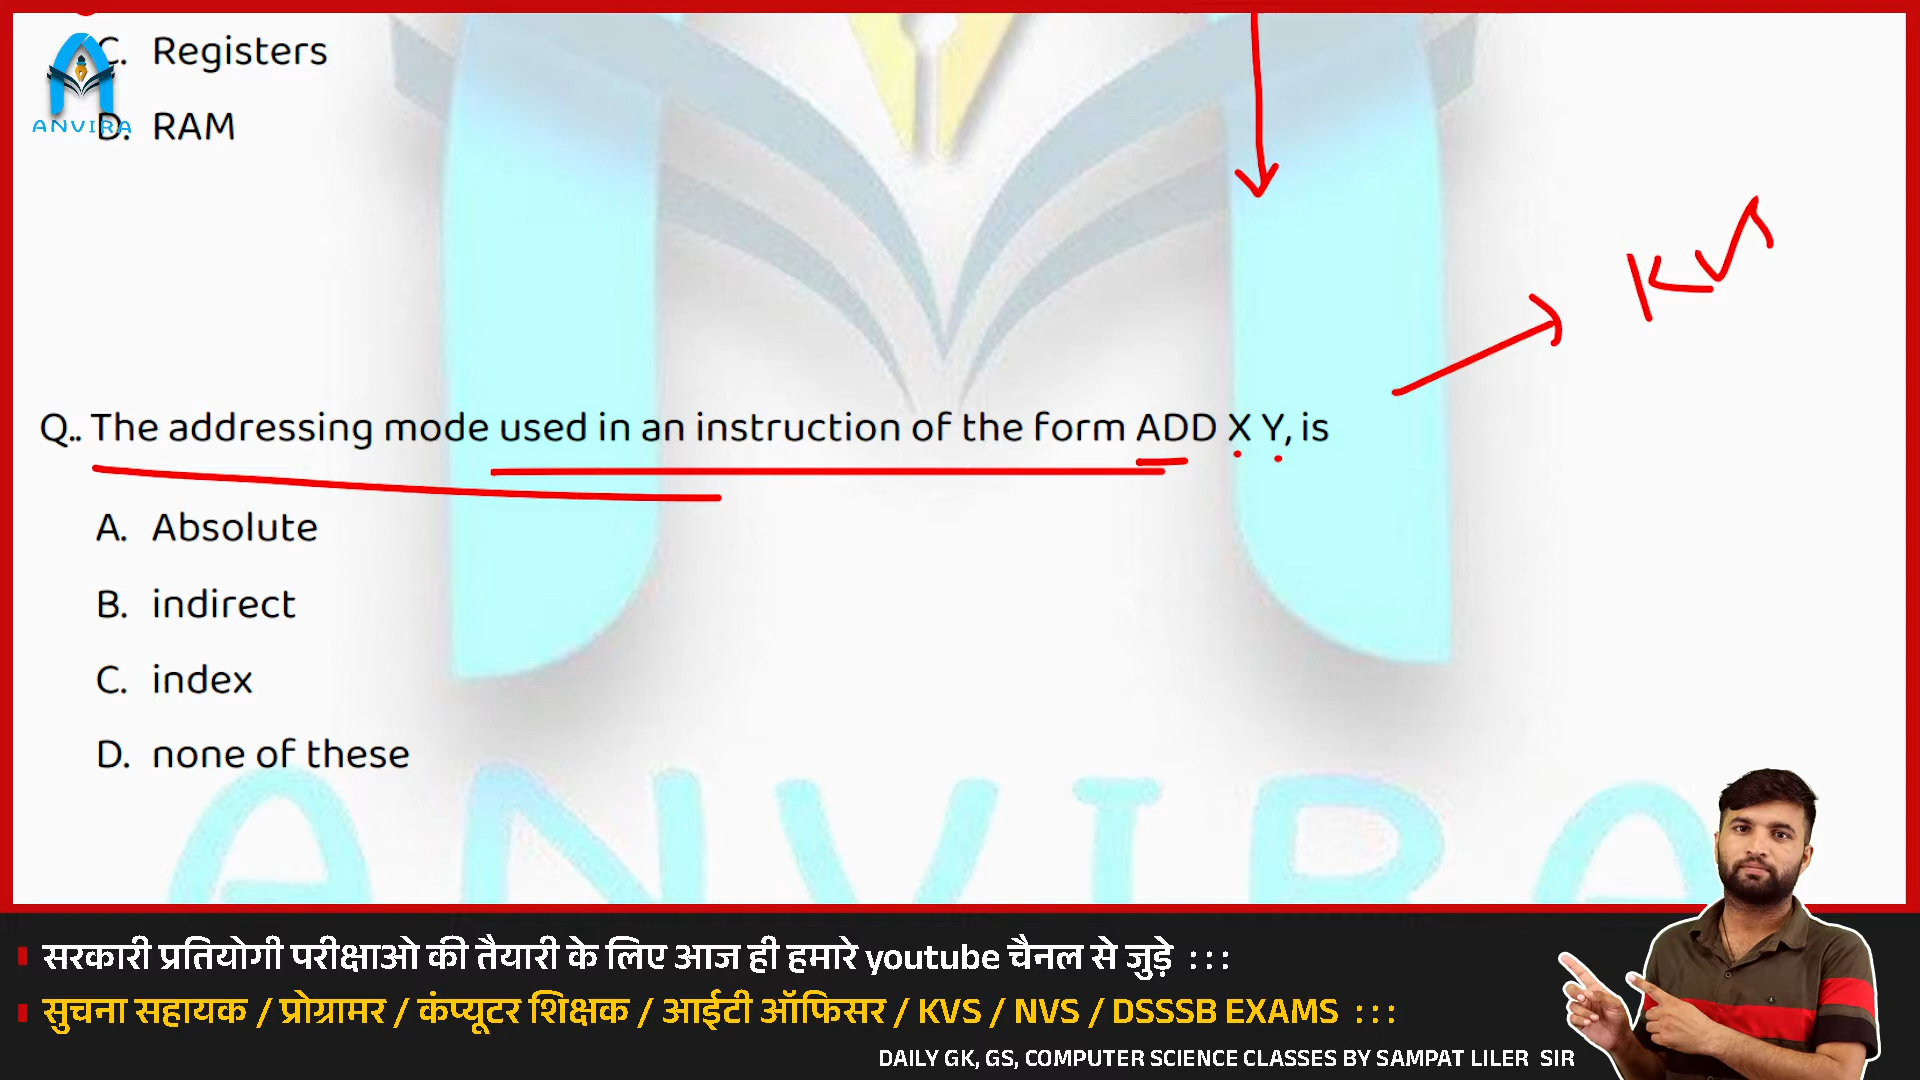 C. Registers
ANVIRA
D. RAM
KVS
Q.. The addressing mode used in an instruction of the form ADD X Y, is
A. Absolute
B. indirect
C. index
D. none of these
ANVIRA
सरकारी प्रतियोगी परीक्षाओ की तैयारी के लिए आज ही हमारे youtube चैनल से जुड़े :::
सुचना सहायक / प्रोग्रामर / कंप्यूटर शिक्षक / आईटी ऑफिसर / KVS / NVS / DSSSB EXAMS :::
DAILY GK, GS, COMPUTER SCIENCE CLASSES BY SAMPAT LILER SIR